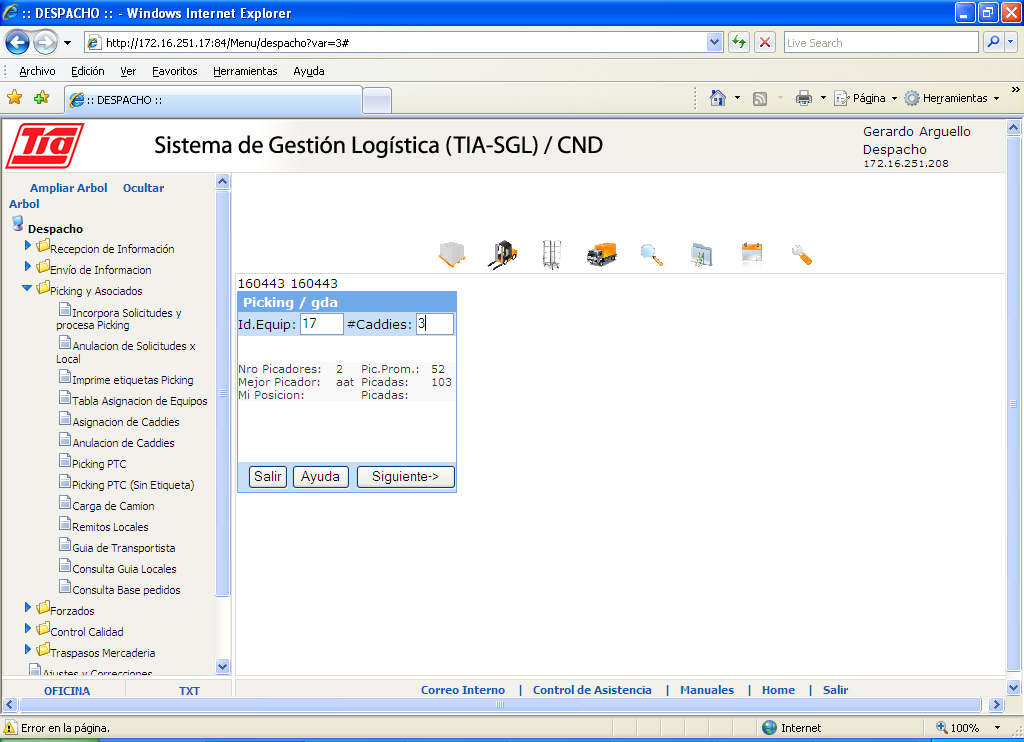 :: DESPACHO :: - Windows Internet Explorer
http://172.16.251.17:84/Menu/despacho?var=3#
Live Search
Archivo Edición Ver Favoritos Herramientas Ayuda
:: DESPACHO ::
Página Herramientas
Tia
Sistema de Gestión Logística (TIA-SGL) / CND
Gerardo Arguello
Despacho
172.16.251.208
Ampliar Arbol Ocultar
Arbol
Despacho
Recepcion de Información
Envío de Informacion
Picking y Asociados
Incorpora Solicitudes y
procesa Picking
Anulacion de Solicitudes x
Local
Imprime etiquetas Picking
Tabla Asignacion de Equipos
Asignacion de Caddies
Anulacion de Caddies
Picking PTC
Picking PTC (Sin Etiqueta)
Carga de Camion
Remitos Locales
Guia de Transportista
Consulta Guia Locales
Consulta Base pedidos
Forzados
Control Calidad
Traspasos Mercaderia
Ajustes y Correcciones
OFICINA TXT
160443 160443
Picking / gda
Id.Equip: 17 #Caddies: 3
Nro Picadores: 2 Pic.Prom.: 52
Mejor Picador: aat Picadas: 103
Mi Posicion: Picadas:
Salir Ayuda Siguiente->
Correo Interno | Control de Asistencia | Manuales | Home | Salir
Error en la página.
Internet
100%